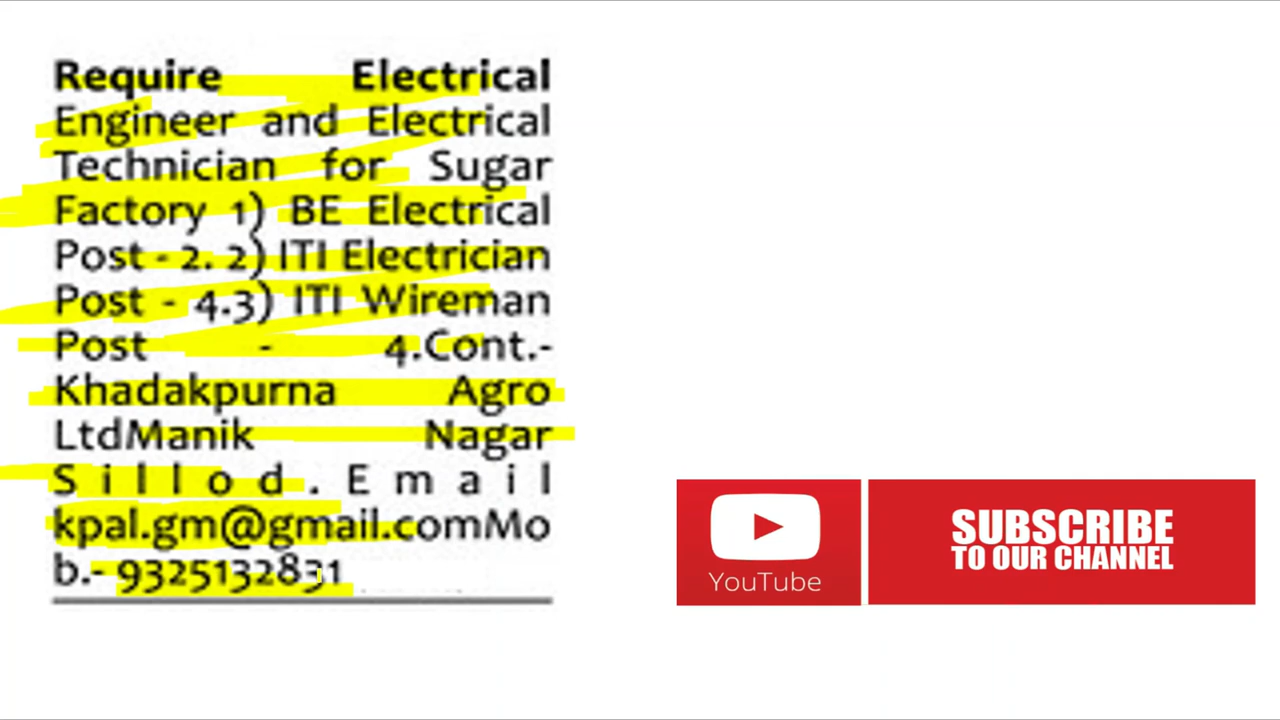 Require Electrical
Engineer and Electrical
Technician for Sugar
Factory 1) BE Electrical
Post - 2. 2) ITI Electrician
Post - 4.3) ITI Wireman
Post - 4.Cont.-
Khadakpurna Agro
LtdManik Nagar
Sillod. Email
kpal.gm@gmail.comMo
b.- 9325132831
YouTube
SUBSCRIBE
TO OUR CHANNEL